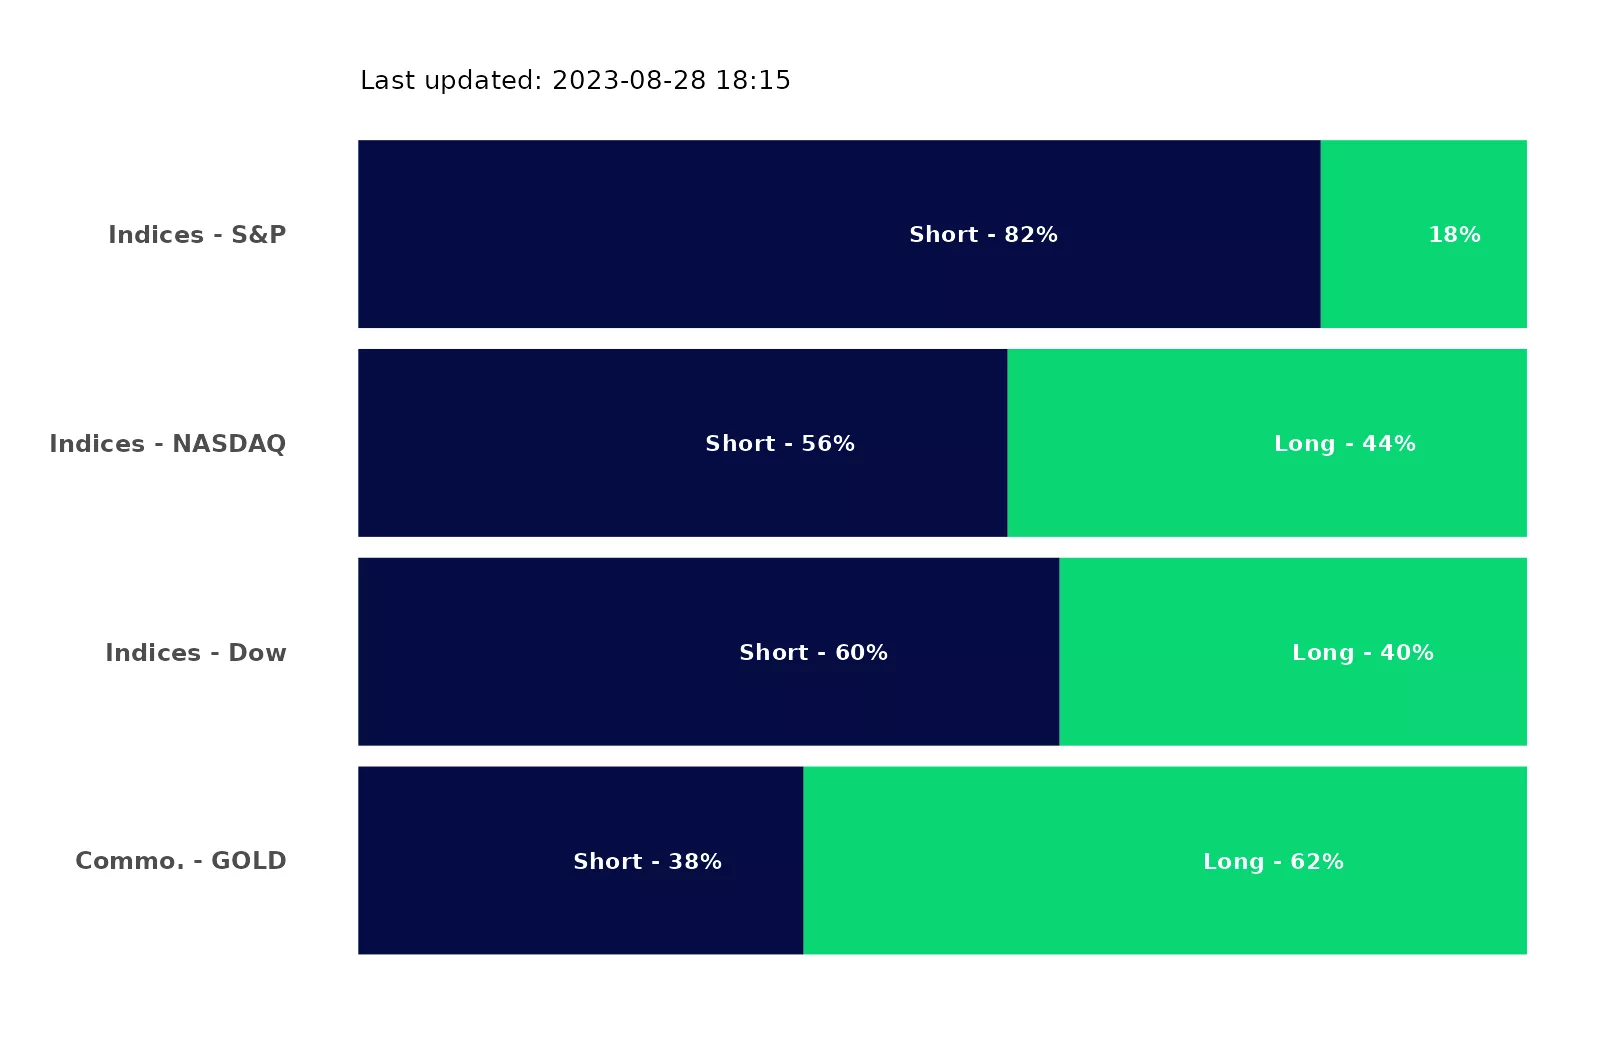 Last updated: 2023-08-28 18:15
Indices - S&P
Short - 82%
18%
Indices - NASDAQ
Short - 56%
Long - 44%
Indices - Dow
Short - 60%
Long - 40%
Commo. - GOLD
Short - 38%
Long - 62%